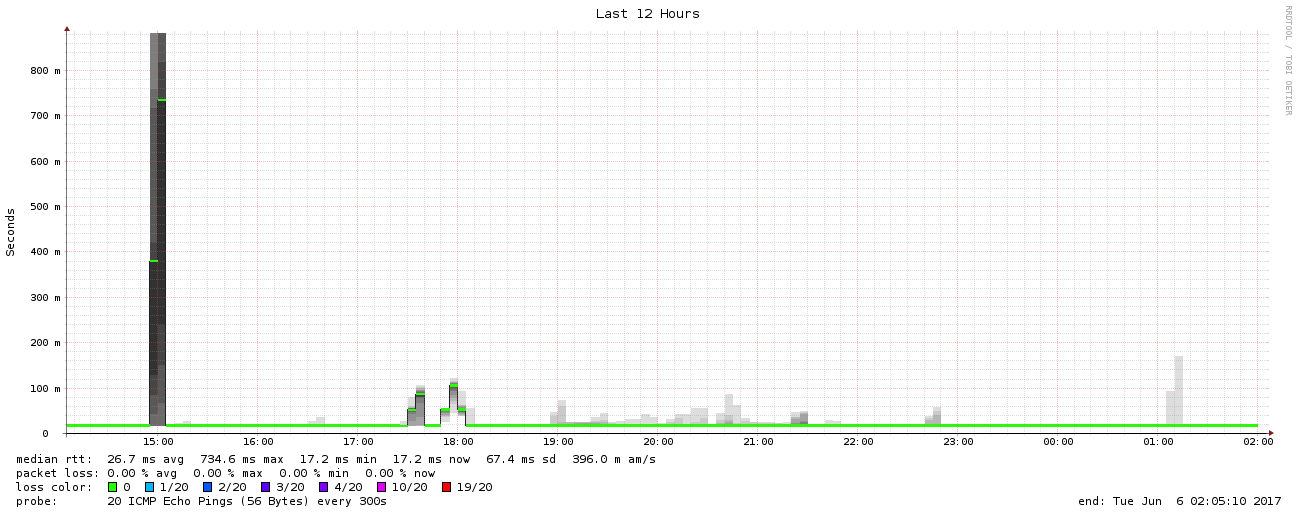 Last 12 Hours
RRDTOOL / TOBI OETIKER
Seconds
800 m
700 m
600 m
500 m
400 m
300 m
200 m
100 m
0
15:00 16:00 17:00 18:00 19:00 20:00 21:00 22:00 23:00 00:00 01:00 02:00
median rtt: 26.7 ms avg 734.6 ms max 17.2 ms min 17.2 ms now 67.4 ms sd 396.0 m am/s
packet loss: 0.00 % avg 0.00 % max 0.00 % min 0.00 % now
loss color: 0 1/20 2/20 3/20 4/20 10/20 19/20
probe: 20 ICMP Echo Pings (56 Bytes) every 300s end: Tue Jun 6 02:05:10 2017